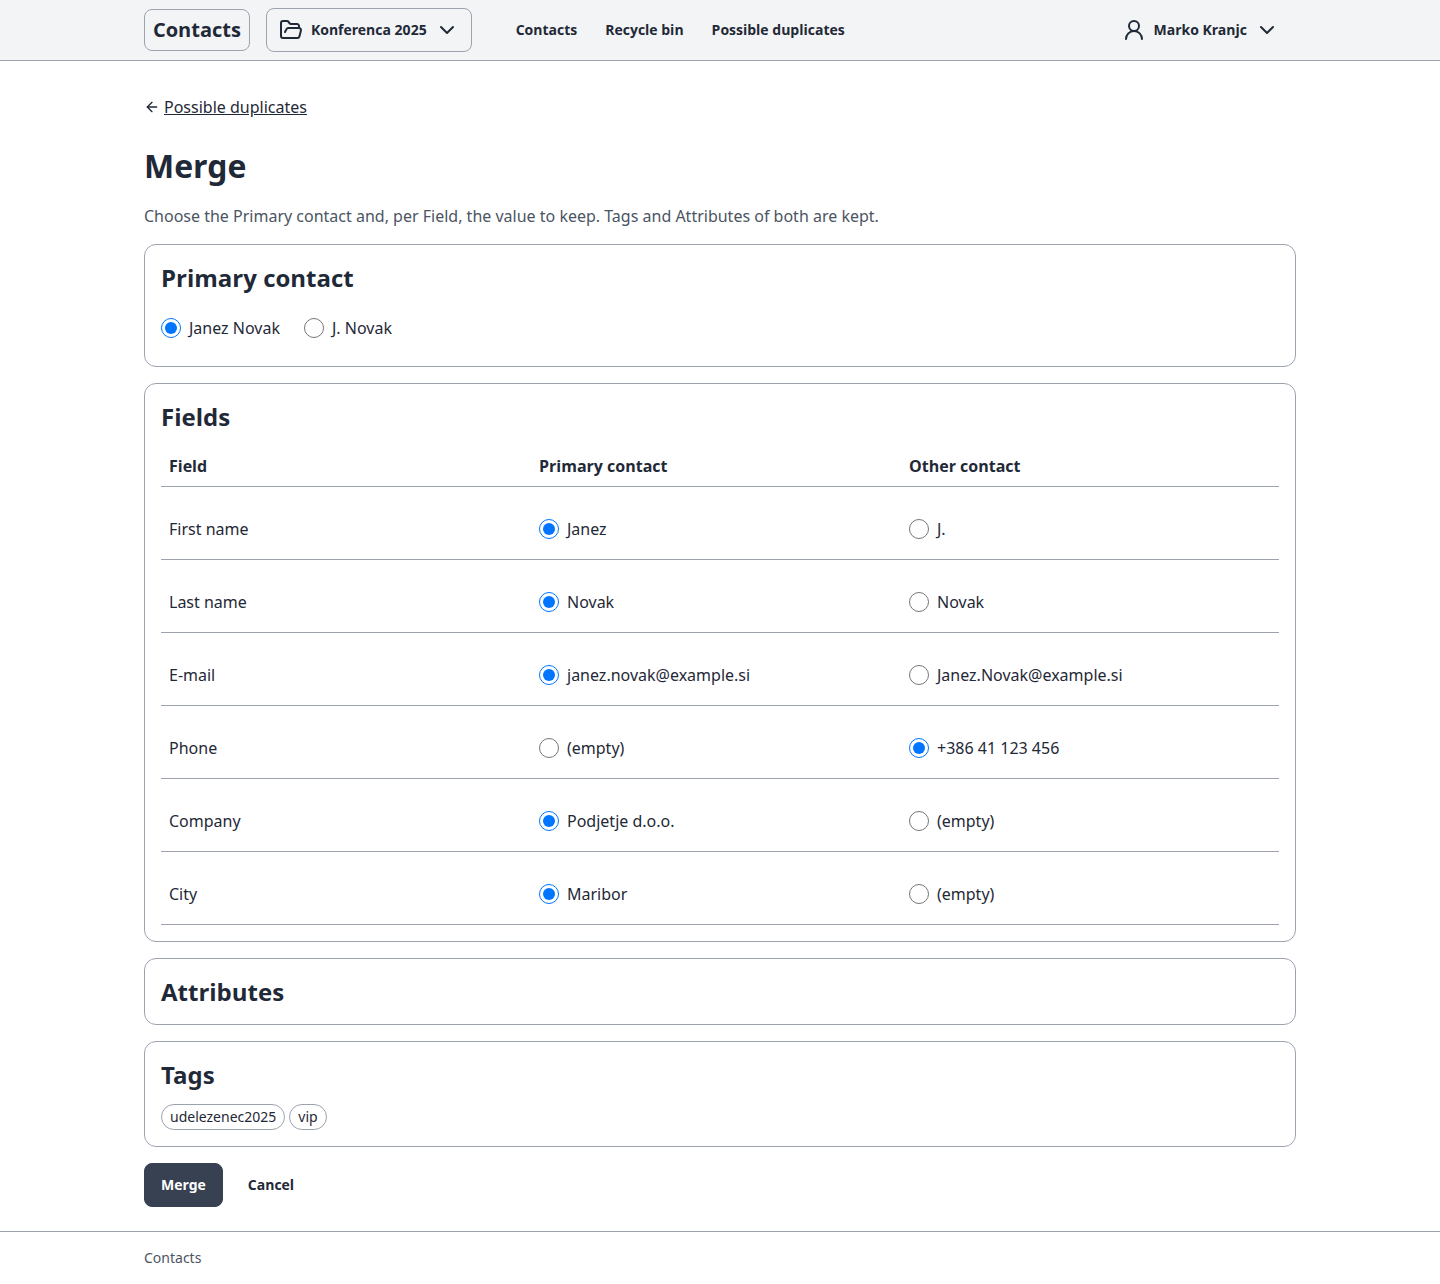 Contacts Konferenca 2025 Contacts Recycle bin Possible duplicates Marko Kranjc
Possible duplicates
Merge
Choose the Primary contact and, per Field, the value to keep. Tags and Attributes of both are kept.
Primary contact
Janez Novak J. Novak
Fields
Field Primary contact Other contact
First name Janez J.
Last name Novak Novak
E-mail janez.novak@example.si Janez.Novak@example.si
Phone (empty) +386 41 123 456
Company Podjetje d.o.o. (empty)
City Maribor (empty)
Attributes
Tags
udelezenec2025 vip
Merge Cancel
Contacts